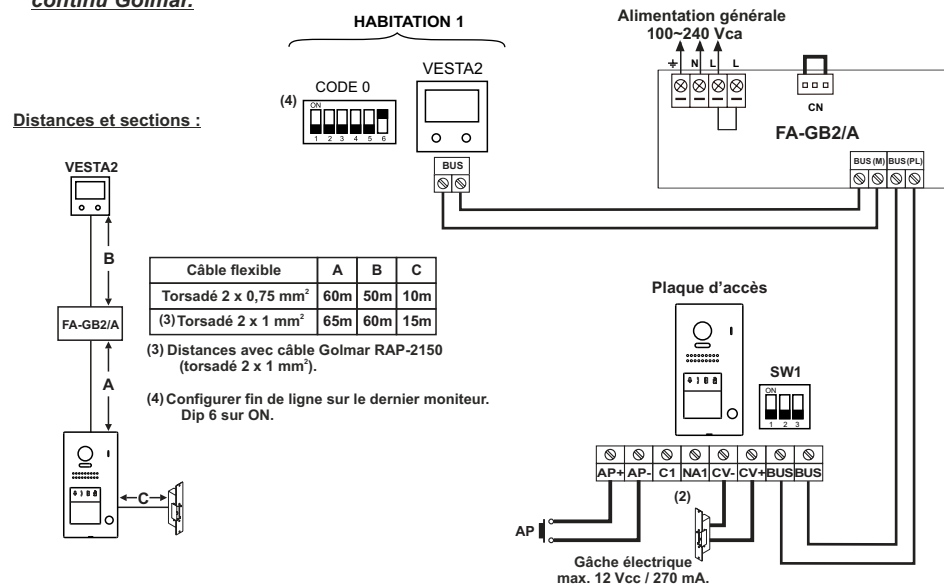 continu Golmar.
HABITATION 1
Alimentation générale
100~240 Vca
N L L
CN
FA-GB2/A
BUS (M) BUS(PL)
VESTA2
CODE 0
(4)
ON
1 2 3 4 5 6
BUS
Distances et sections :
VESTA2
B
FA-GB2/A
A
C
Câble flexible A B C
Torsadé 2 x 0,75 mm² 60m 50m 10m
(3) Torsadé 2 x 1 mm² 65m 60m 15m
(3) Distances avec câble Golmar RAP-2150
(torsadé 2 x 1 mm²).
(4) Configurer fin de ligne sur le dernier moniteur.
Dip 6 sur ON.
Plaque d'accès
SW1
ON
1 2 3
AP+ AP- C1 NA1 CV- CV+ BUS BUS
(2)
AP
Gâche électrique
max. 12 Vcc / 270 mA.